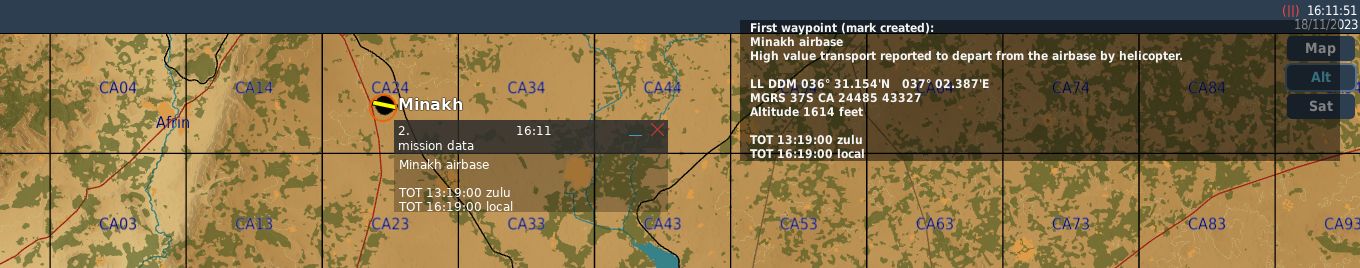 (||) 16:11:51
18/11/2023
First waypoint (mark created):
Minakh airbase
High value transport reported to depart from the airbase by helicopter.
LL DDM 036° 31.154'N 037° 02.387'E
MGRS 37S CA 24485 43327
Altitude 1614 feet
TOT 13:19:00 zulu
TOT 16:19:00 local
Map
Alt
Sat
CA04 CA14 CA24 CA34 CA44 CA74 CA84
Minakh
Afrin
2. 16:11
mission data
Minakh airbase
TOT 13:19:00 zulu
TOT 16:19:00 local
CA03 CA13 CA23 CA33 CA43 CA53 CA63 CA73 CA83 CA93